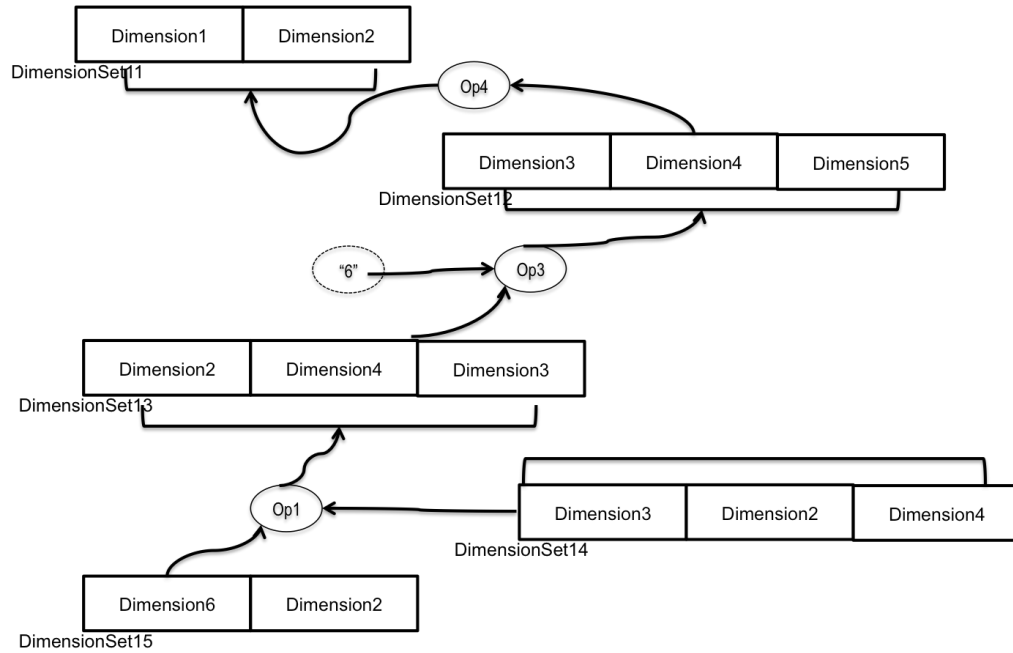 Dimension1 Dimension2
DimensionSet11
Op4
Dimension3 Dimension4 Dimension5
DimensionSet12
“6”
Op3
Dimension2 Dimension4 Dimension3
DimensionSet13
Op1
Dimension3 Dimension2 Dimension4
DimensionSet14
Dimension6 Dimension2
DimensionSet15